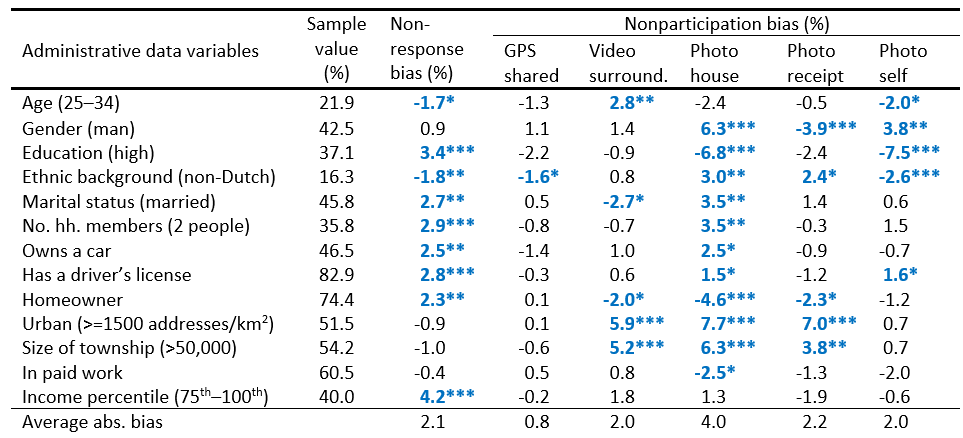 Administrative data variables Sample value (%) Non-response bias (%) Nonparticipation bias (%)
GPS shared Video surround. Photo house Photo receipt Photo self
Age (25–34) 21.9 -1.7* -1.3 2.8** -2.4 -0.5 -2.0*
Gender (man) 42.5 0.9 1.1 1.4 6.3*** -3.9*** 3.8**
Education (high) 37.1 3.4*** -2.2 -0.9 -6.8*** -2.4 -7.5***
Ethnic background (non-Dutch) 16.3 -1.8** -1.6* 0.8 3.0** 2.4* -2.6***
Marital status (married) 45.8 2.7** 0.5 -2.7* 3.5** 1.4 0.6
No. hh. members (2 people) 35.8 2.9*** -0.8 -0.7 3.5** -0.3 1.5
Owns a car 46.5 2.5** -1.4 1.0 2.5* -0.9 -0.7
Has a driver's license 82.9 2.8*** -0.3 0.6 1.5* -1.2 1.6*
Homeowner 74.4 2.3** 0.1 -2.0* -4.6*** -2.3* -1.2
Urban (>=1500 addresses/km²) 51.5 -0.9 0.1 5.9*** 7.7*** 7.0*** 0.7
Size of township (>50,000) 54.2 -1.0 -0.6 5.2*** 6.3*** 3.8** 0.7
In paid work 60.5 -0.4 0.5 0.8 -2.5* -1.3 -2.0
Income percentile (75th–100th) 40.0 4.2*** -0.2 1.8 1.3 -1.9 -0.6
Average abs. bias 2.1 0.8 2.0 4.0 2.2 2.0